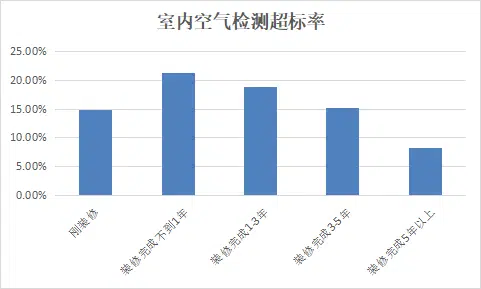 室内空气检测超标率
25.00%
20.00%
15.00%
10.00%
5.00%
0.00%
刚装修
装修完成不到1年
装修完成1-3年
装修完成3-5年
装修完成5年以上